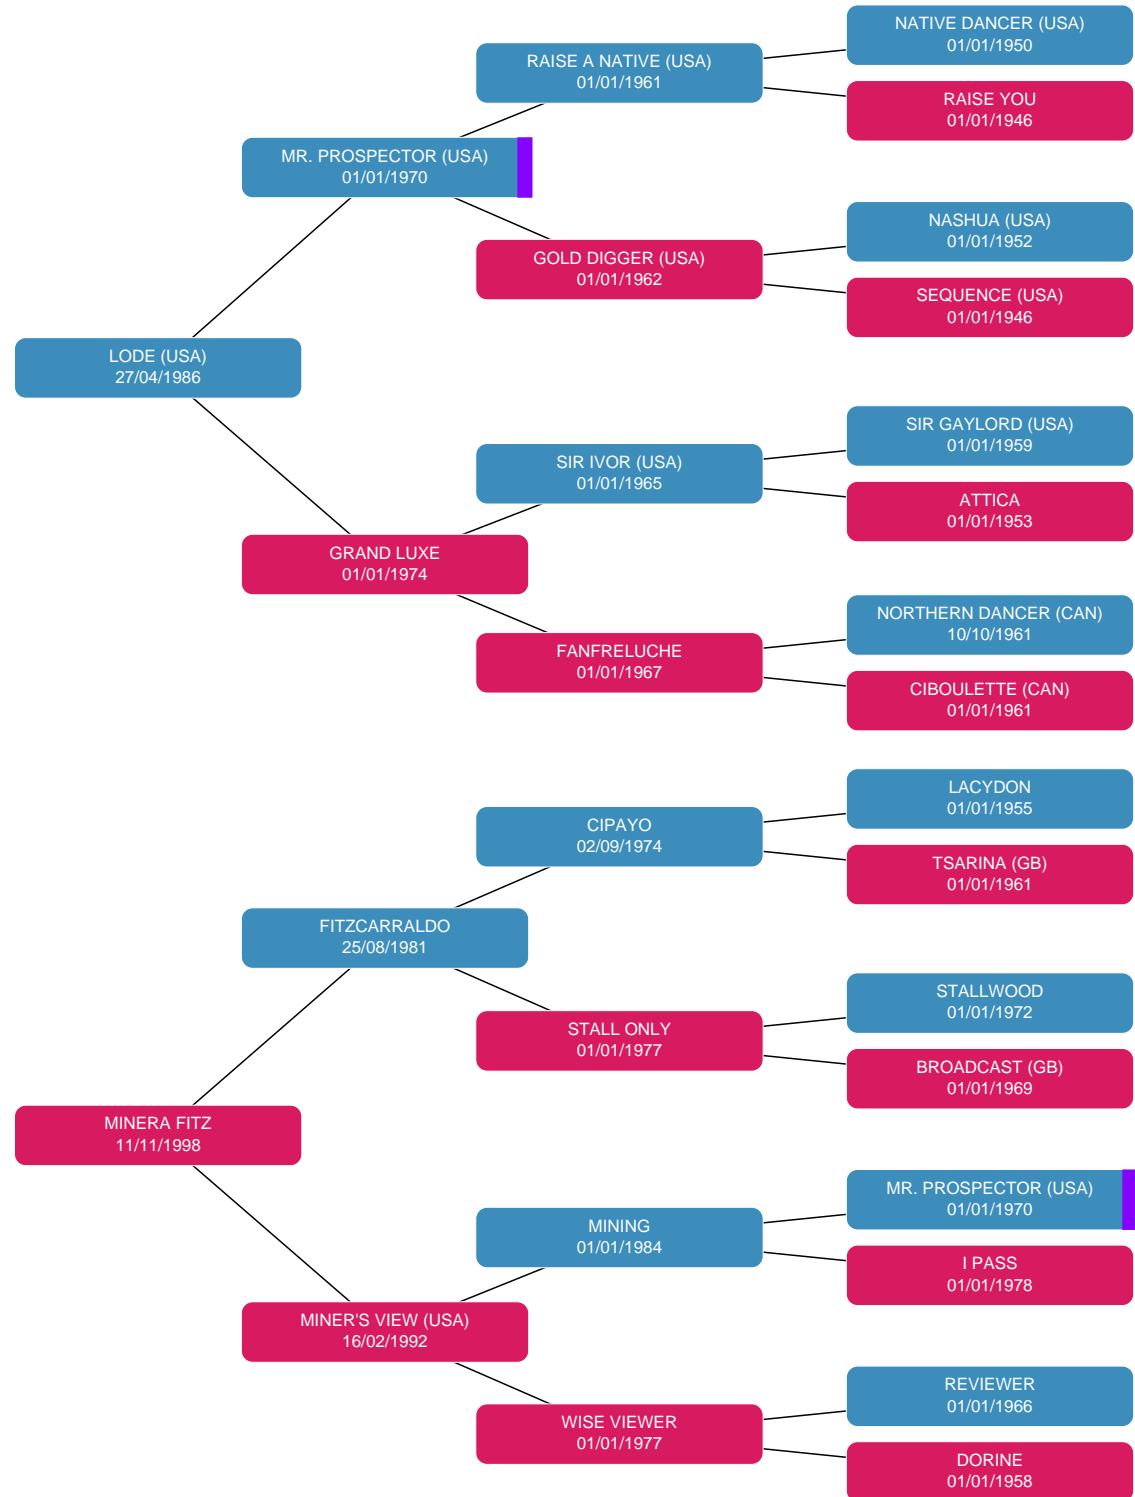 NATIVE DANCER (USA)
01/01/1950
RAISE A NATIVE (USA)
01/01/1961
RAISE YOU
01/01/1946
MR. PROSPECTOR (USA)
01/01/1970
NASHUA (USA)
01/01/1952
GOLD DIGGER (USA)
01/01/1962
SEQUENCE (USA)
01/01/1946
LODE (USA)
27/04/1986
SIR GAYLORD (USA)
01/01/1959
SIR IVOR (USA)
01/01/1965
ATTICA
01/01/1953
GRAND LUXE
01/01/1974
NORTHERN DANCER (CAN)
10/10/1961
FANFRELUCHE
01/01/1967
CIBOULETTE (CAN)
01/01/1961
LACYDON
01/01/1955
CIPAYO
02/09/1974
TSARINA (GB)
01/01/1961
FITZCARRALDO
25/08/1981
STALLWOOD
01/01/1972
STALL ONLY
01/01/1977
BROADCAST (GB)
01/01/1969
MINERA FITZ
11/11/1998
MR. PROSPECTOR (USA)
01/01/1970
MINING
01/01/1984
I PASS
01/01/1978
MINER'S VIEW (USA)
16/02/1992
REVIEWER
01/01/1966
WISE VIEWER
01/01/1977
DORINE
01/01/1958